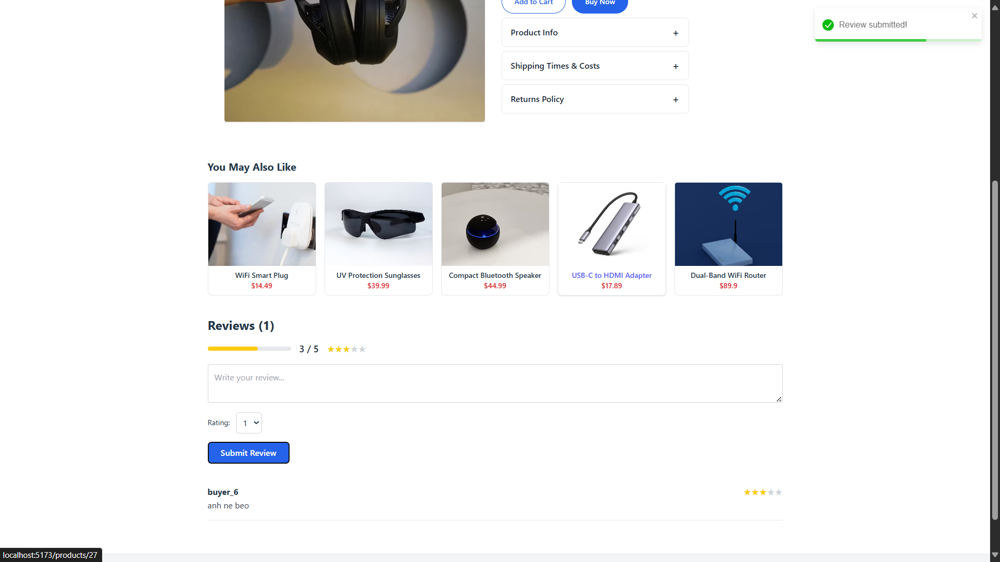 Add to Cart
Buy Now
Product Info +
Shipping Times & Costs +
Returns Policy +
Review submitted!
You May Also Like
WiFi Smart Plug
$14.49
UV Protection Sunglasses
$39.99
Compact Bluetooth Speaker
$44.99
USB-C to HDMI Adapter
$17.89
Dual-Band WiFi Router
$89.9
Reviews (1)
3 / 5
Write your review...
Rating: 1
Submit Review
buyer_6
anh ne beo
localhost:5173/products/27